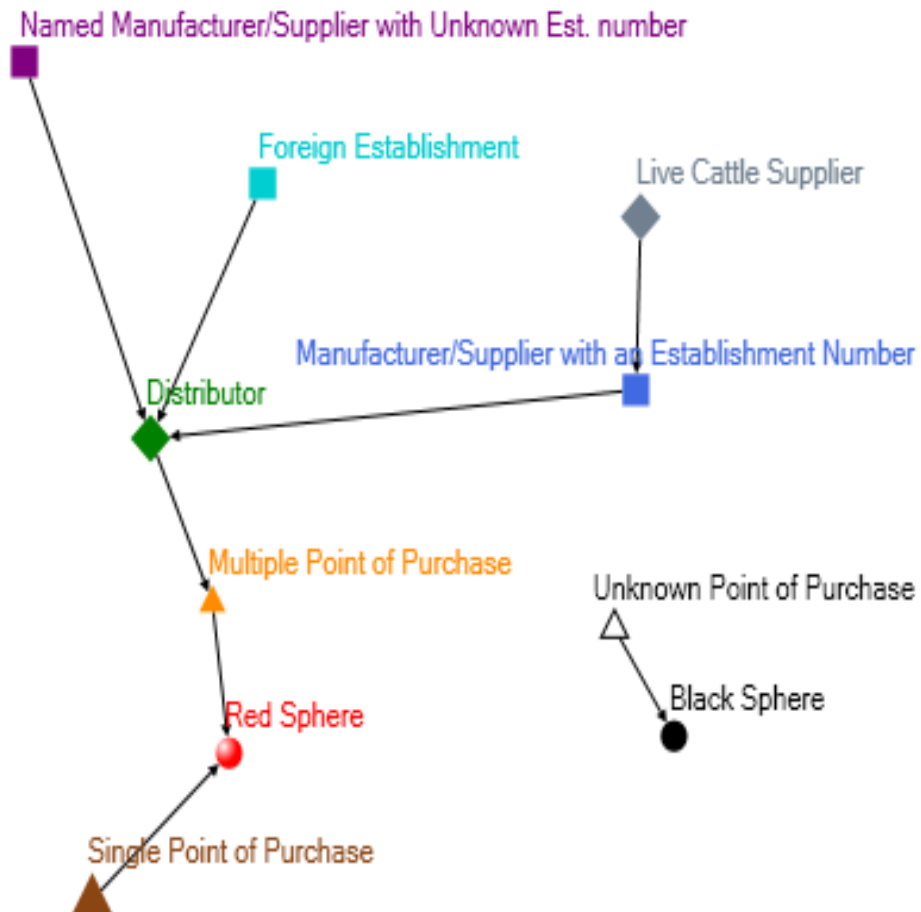 Named Manufacturer/Supplier with Unknown Est. number
Foreign Establishment
Live Cattle Supplier
Manufacturer/Supplier with an Establishment Number
Distributor
Multiple Point of Purchase
Unknown Point of Purchase
Black Sphere
Red Sphere
Single Point of Purchase